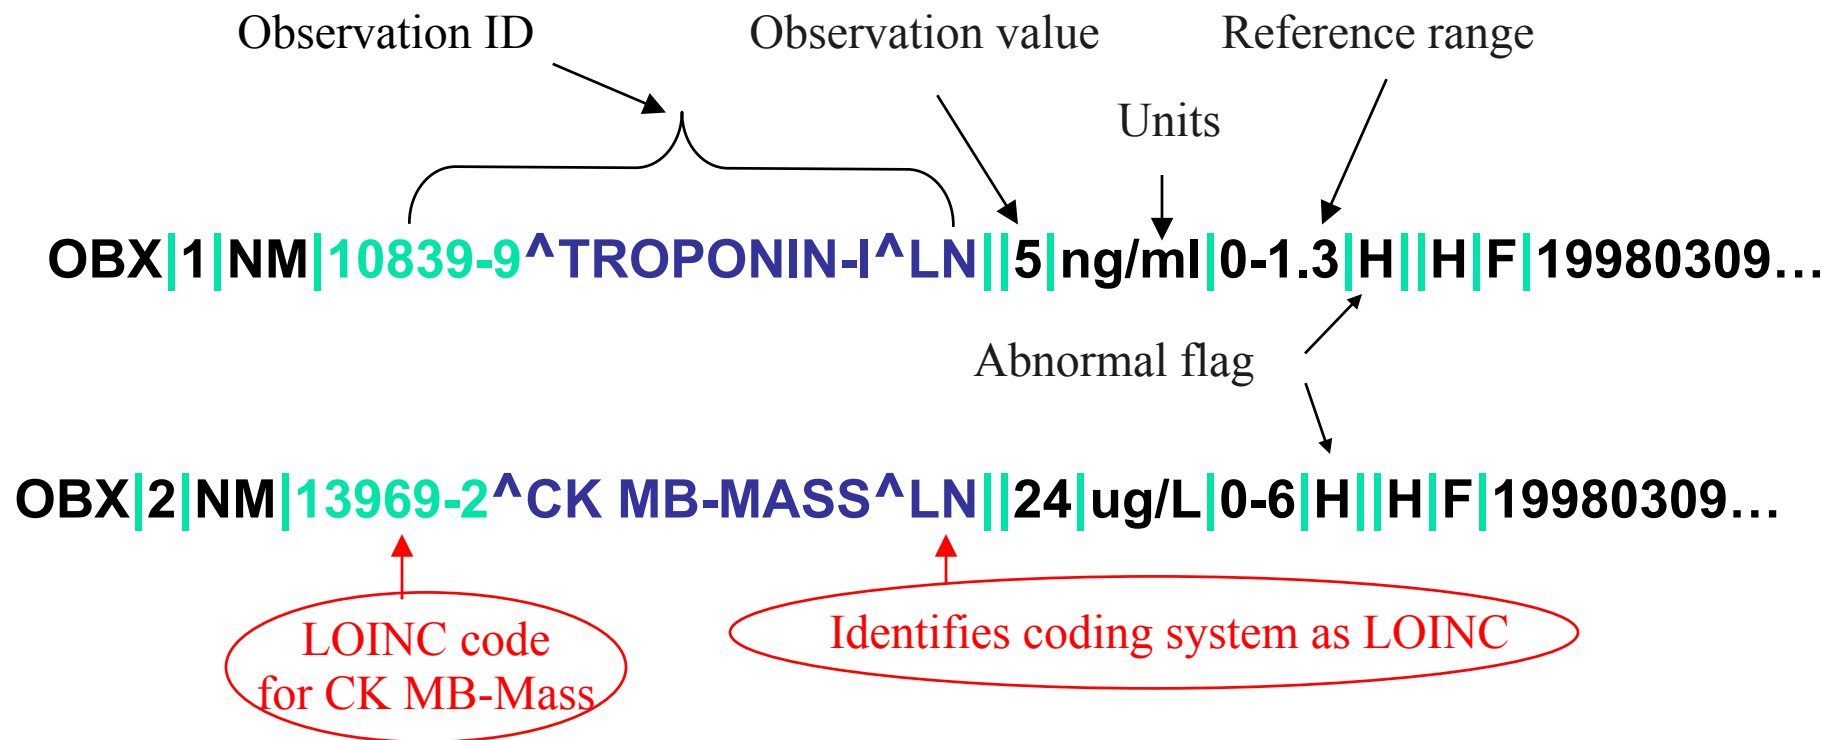 Observation ID
Observation value
Reference range
Units
OBX|1|NM|10839-9^TROPONIN-I^LN||5|ng/ml|0-1.3|H||H|F|19980309…
Abnormal flag
OBX|2|NM|13969-2^CK MB-MASS^LN||24|ug/L|0-6|H||H|F|19980309…
LOINC code
for CK MB-Mass
Identifies coding system as LOINC